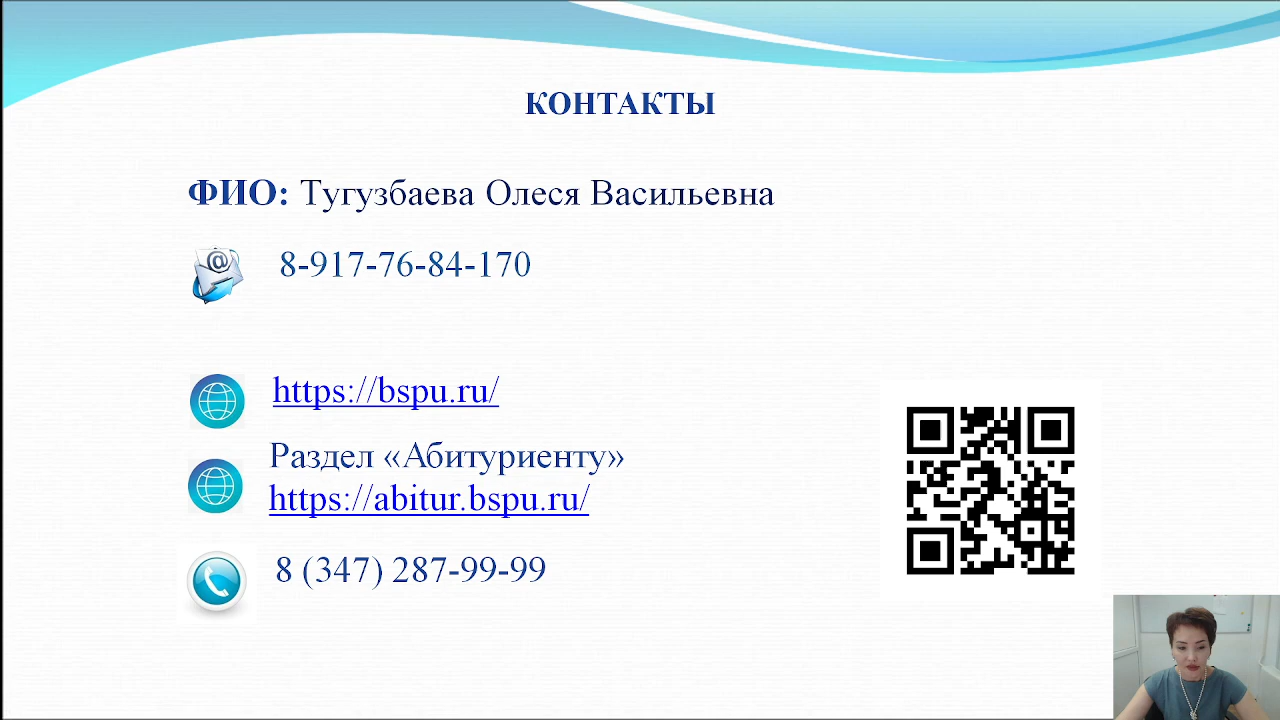 КОНТАКТЫ
ФИО: Тугузбаева Олеся Васильевна
8-917-76-84-170
https://bspu.ru/
Раздел «Абитуриенту»
https://abitur.bspu.ru/
8 (347) 287-99-99